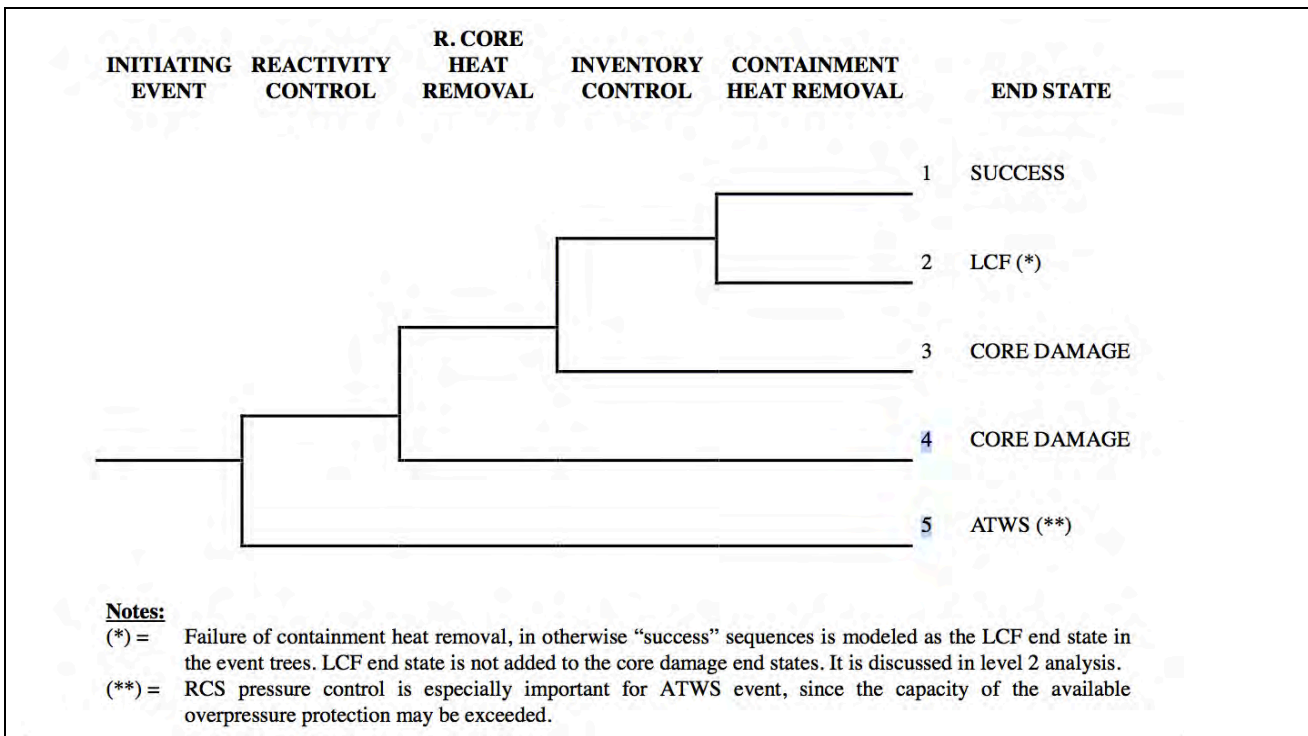 R. CORE
INITIATING REACTIVITY HEAT INVENTORY CONTAINMENT
EVENT CONTROL REMOVAL CONTROL HEAT REMOVAL END STATE
1 SUCCESS
2 LCF (*)
3 CORE DAMAGE
4 CORE DAMAGE
5 ATWS (**)
Notes:
(*) = Failure of containment heat removal, in otherwise “success” sequences is modeled as the LCF end state in
the event trees. LCF end state is not added to the core damage end states. It is discussed in level 2 analysis.
(**) = RCS pressure control is especially important for ATWS event, since the capacity of the available
overpressure protection may be exceeded.